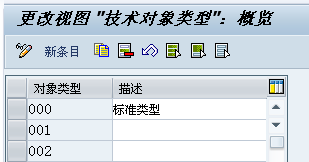 更改视图 "技术对象类型": 概览
新条目
对象类型 描述
000 标准类型
001
002